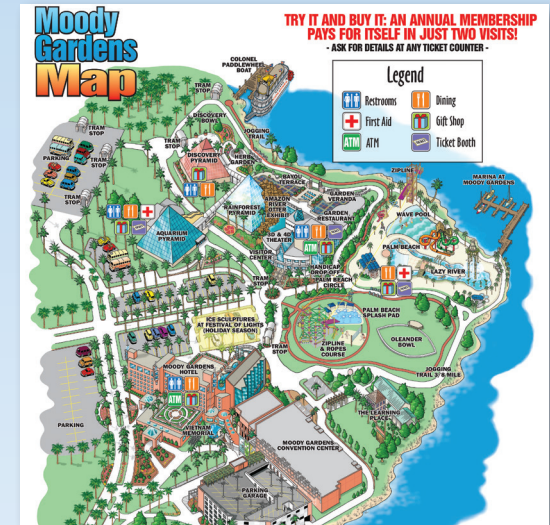 Moody
Gardens
Map
TRY IT AND BUY IT: AN ANNUAL MEMBERSHIP
PAYS FOR ITSELF IN JUST TWO VISITS!
- ASK FOR DETAILS AT ANY TICKET COUNTER -
Legend
Restrooms
Dining
First Aid
Gift Shop
ATM
ATM
Ticket Booth
COLONEL
PADDLEWHEEL
BOAT
TRAM
STOP
DISCOVERY
BOWL
JOGGING
TRAIL
TRAM
STOP
PARKING
TRAM
STOP
TRAM
STOP
DISCOVERY
PYRAMID
HERB
GARDEN
TRAM
STOP
BAYOU
TERRACE
ZIPLINE
MARINA AT
MOODY GARDENS
GARDEN
VERANDA
AMAZON
RIVER
OTTER
EXHIBIT
RAINFOREST
PYRAMID
GARDEN
RESTAURANT
WAVE POOL
AQUARIUM
PYRAMID
3D & 4D
THEATER
ATM
PALM BEACH
VISITOR
CENTER
HANDICAP
DROP OFF
LAZY RIVER
TRAM
STOP
PALM BEACH
CIRCLE
PALM BEACH
SPLASH PAD
ICE SCULPTURES
AT FESTIVAL OF LIGHTS
(HOLIDAY SEASON)
OLEANDER
BOWL
TRAM
STOP
ZIPLINE
& ROPES
COURSE
MOODY GARDENS
HOTEL
JOGGING
TRAIL 3/8 MILE
ATM
THE LEARNING
PLACE
PARKING
VIETNAM
MEMORIAL
MOODY GARDENS
CONVENTION CENTER
PARKING
GARAGE